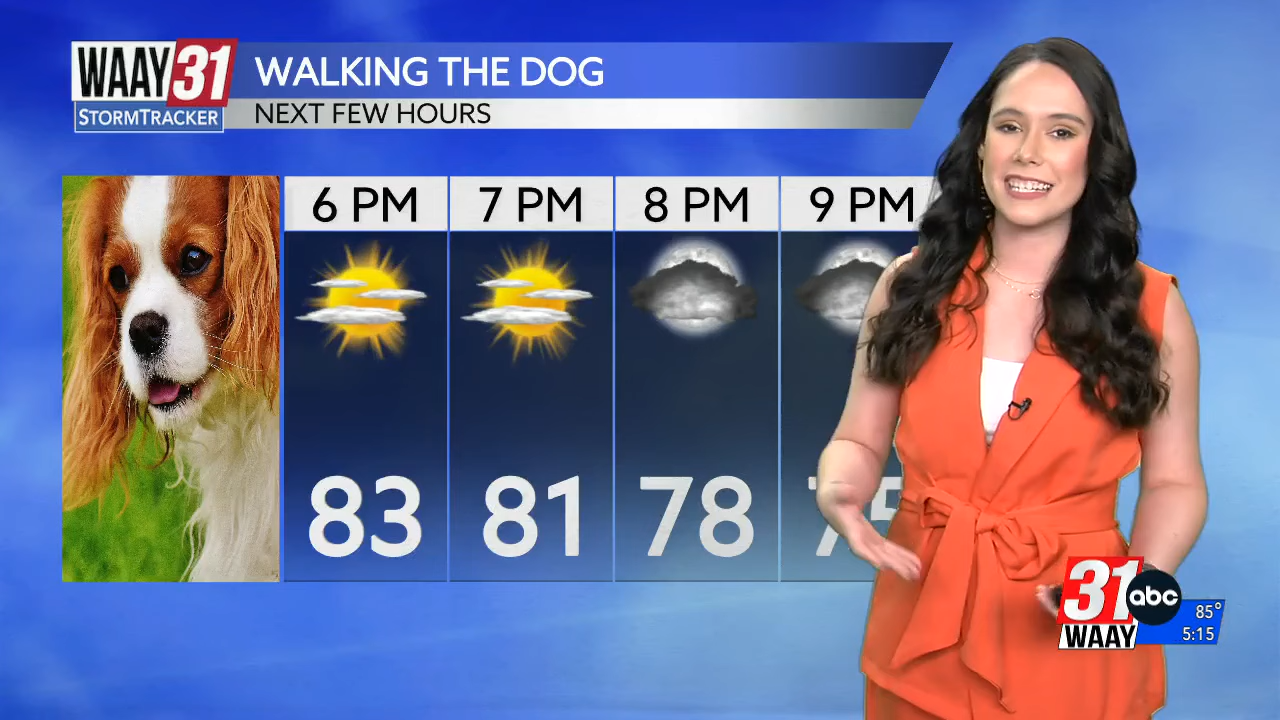 WAAY 31
STORMTRACKER
WALKING THE DOG
NEXT FEW HOURS
6 PM
7 PM
8 PM
9 PM
83
81
78
31
abc
WAAY
85°
5:15